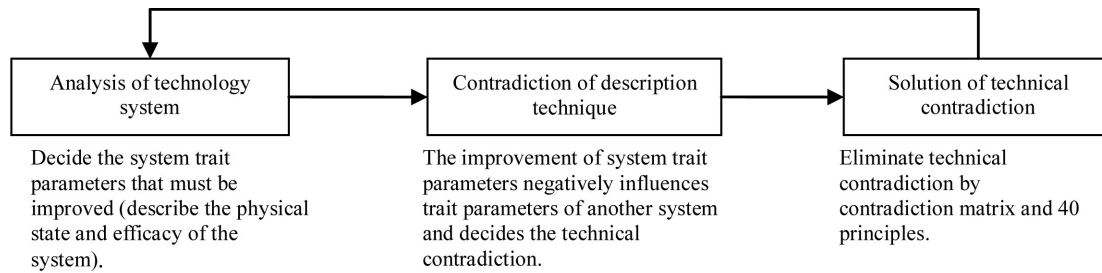 Analysis of technology
system
Decide the system trait
parameters that must be
improved (describe the physical
state and efficacy of the
system).
Contradiction of description
technique
The improvement of system trait
parameters negatively influences
trait parameters of another system
and decides the technical
contradiction.
Solution of technical
contradiction
Eliminate technical
contradiction by
contradiction matrix and 40
principles.